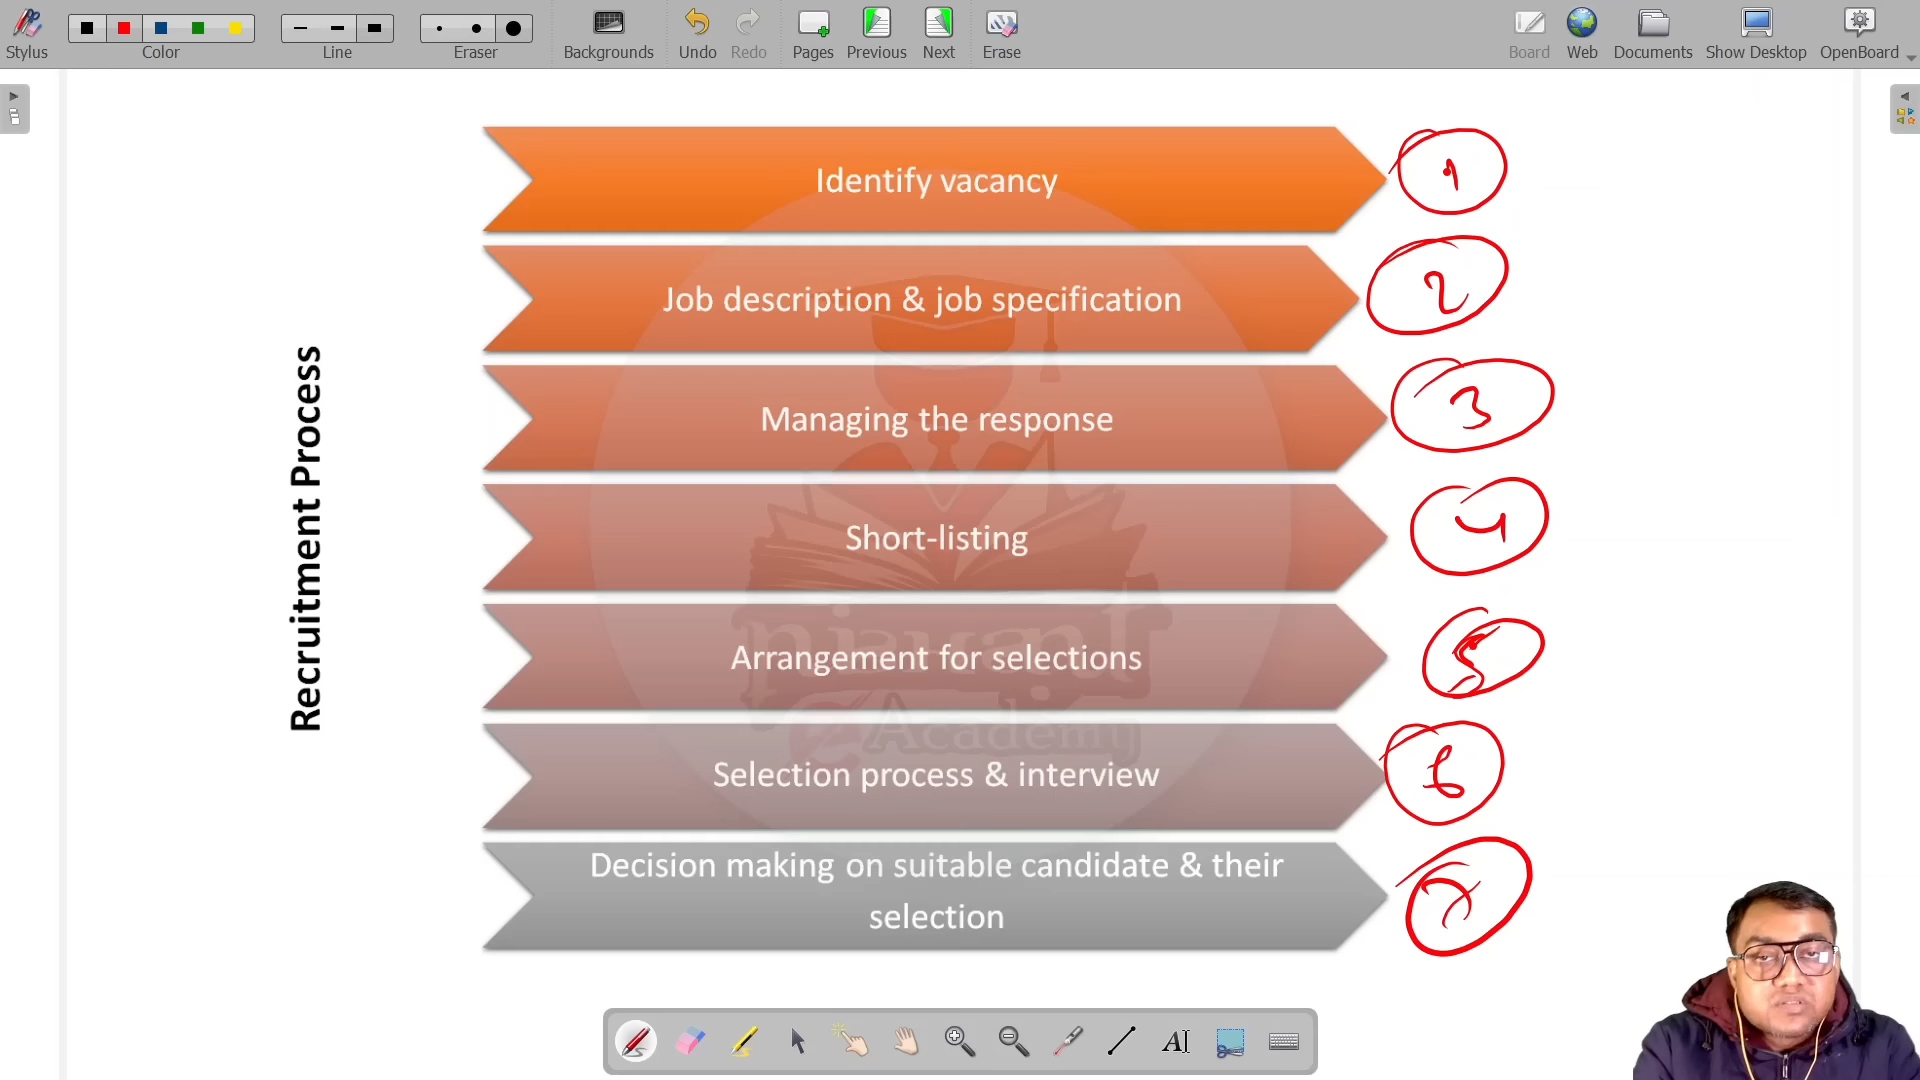 Stylus
Color
Line
Eraser
Backgrounds
Undo
Redo
Pages
Previous
Next
Erase
Board
Web
Documents
Show Desktop
OpenBoard
Recruitment Process
Identify vacancy
1
Job description & job specification
2
Managing the response
3
Short-listing
4
Arrangement for selections
5
Selection process & interview
6
Decision making on suitable candidate & their
selection
7
eAcademy
AI